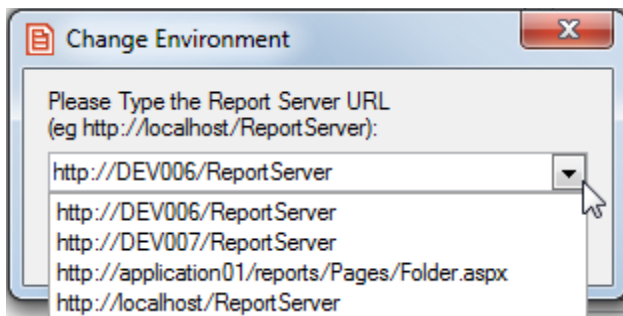 Change Environment
Please Type the Report Server URL
(eg http://localhost/ReportServer):
http://DEV006/ReportServer
http://DEV006/ReportServer
http://DEV007/ReportServer
http://application01/reports/Pages/Folder.aspx
http://localhost/ReportServer